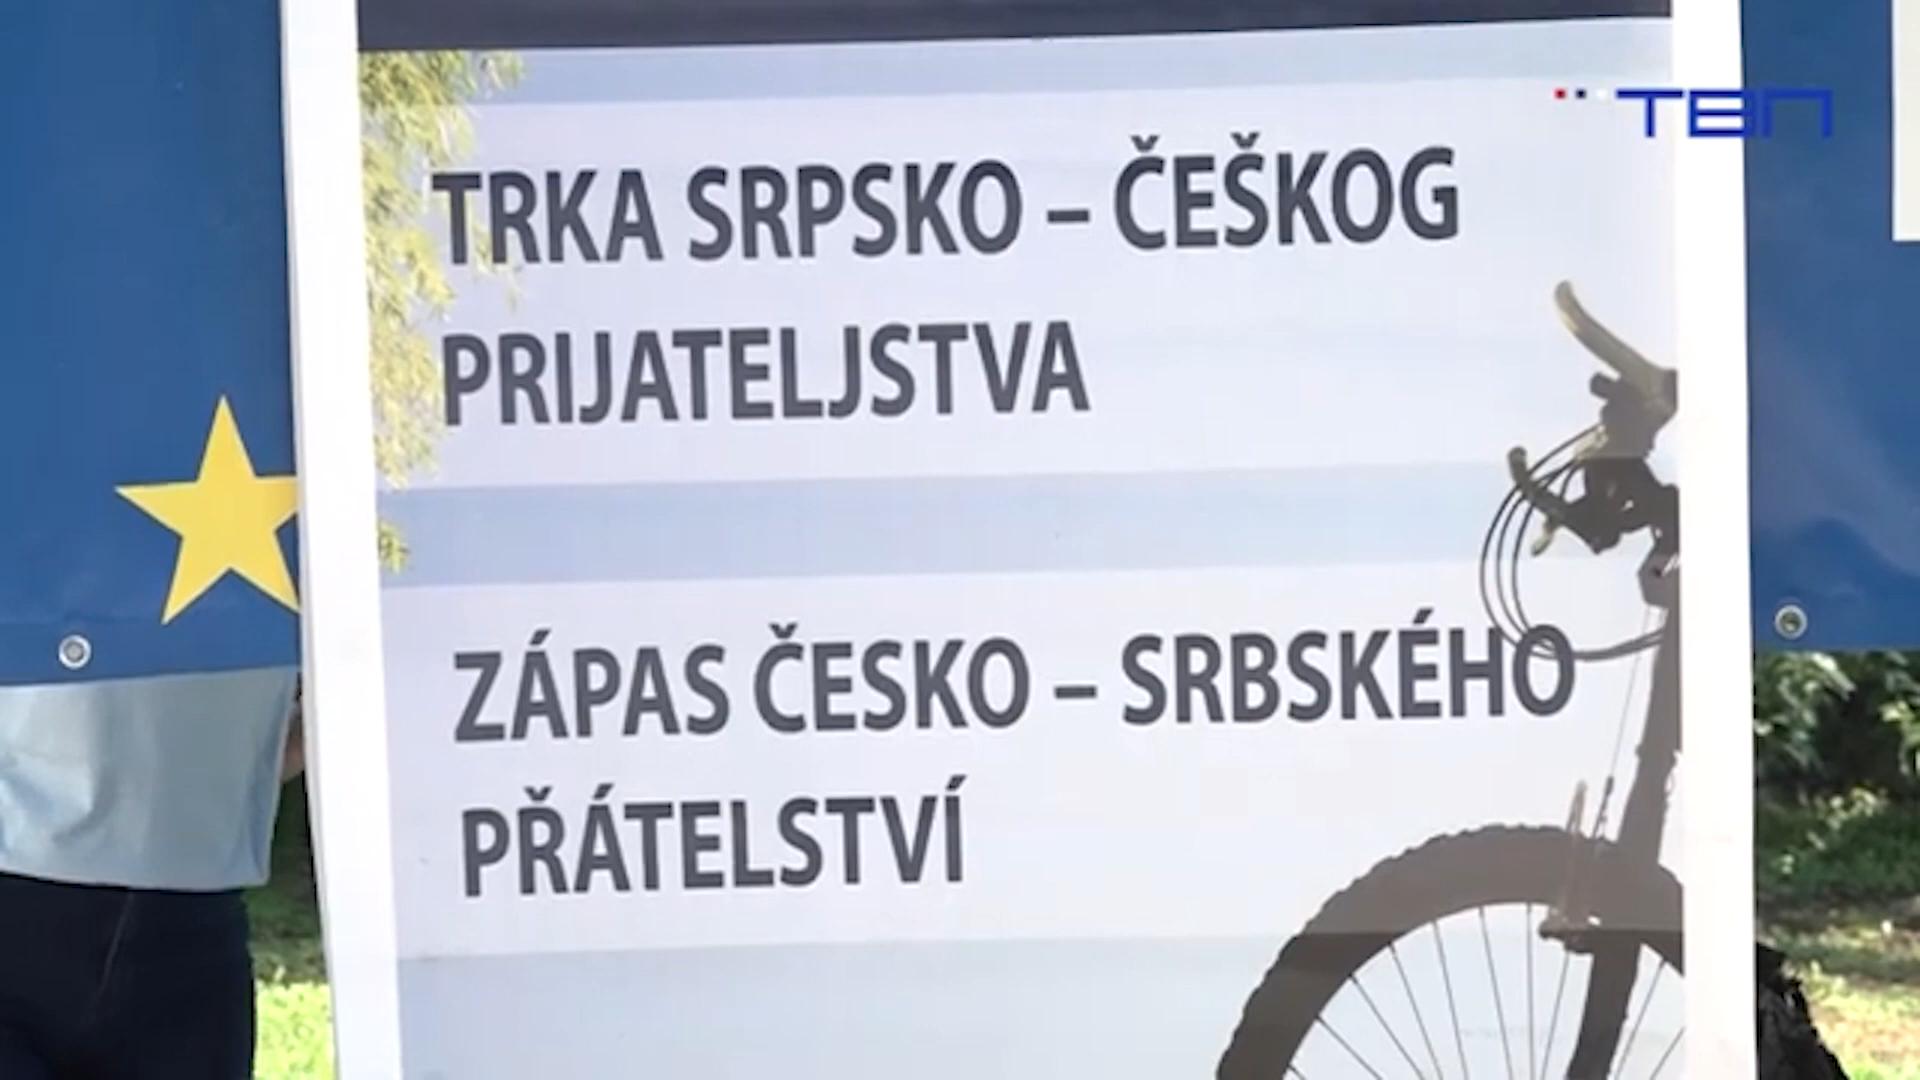 ТВП
TRKA SRPSKO – ČEŠKOG
PRIJATELJSTVA
ZÁPAS ČESKO – SRBSKÉHO
PŘÁTELSTVÍ